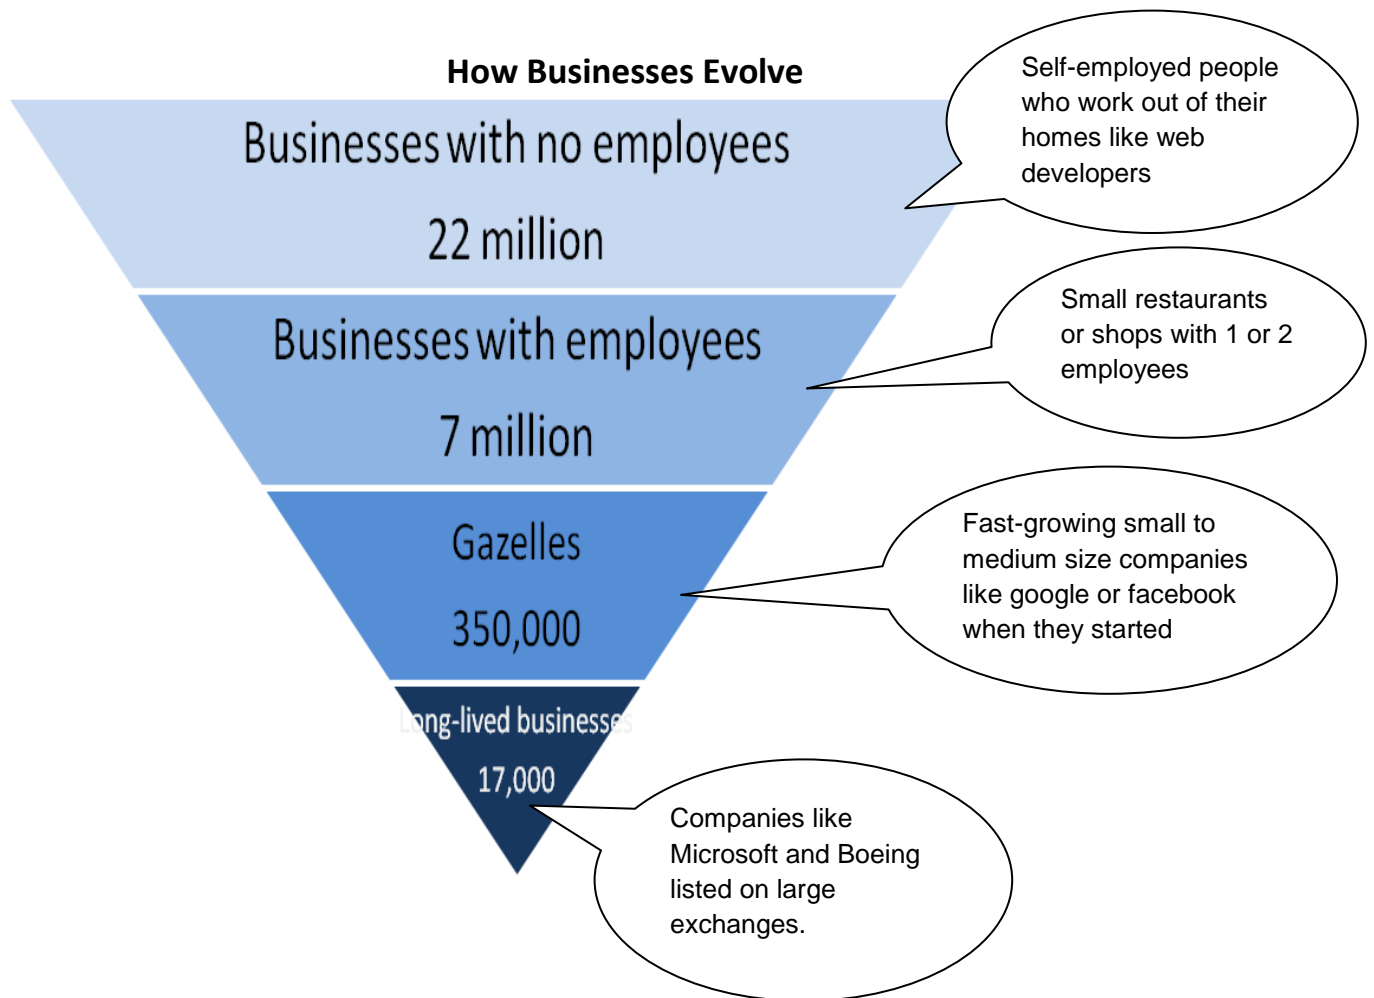 How Businesses Evolve
Self-employed people
who work out of their
homes like web
developers
Businesses with no employees
22 million
Small restaurants
or shops with 1 or 2
employees
Businesses with employees
7 million
Fast-growing small to
medium size companies
like google or facebook
when they started
Gazelles
350,000
Long-lived businesses
17,000
Companies like
Microsoft and Boeing
listed on large
exchanges.